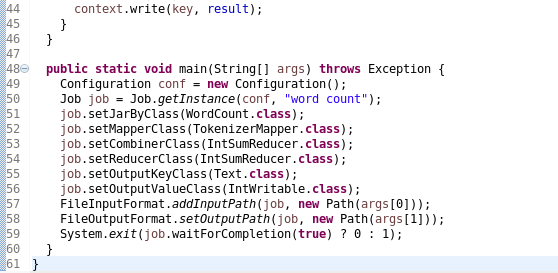 44 context.write(key, result);
45 }
46 }
47
48 public static void main(String[] args) throws Exception {
49 Configuration conf = new Configuration();
50 Job job = Job.getInstance(conf, "word count");
51 job.setJarByClass(WordCount.class);
52 job.setMapperClass(TokenizerMapper.class);
53 job.setCombinerClass(IntSumReducer.class);
54 job.setReducerClass(IntSumReducer.class);
55 job.setOutputKeyClass(Text.class);
56 job.setOutputValueClass(IntWritable.class);
57 FileInputFormat.addInputPath(job, new Path(args[0]));
58 FileOutputFormat.setOutputPath(job, new Path(args[1]));
59 System.exit(job.waitForCompletion(true) ? 0 : 1);
60 }
61 }